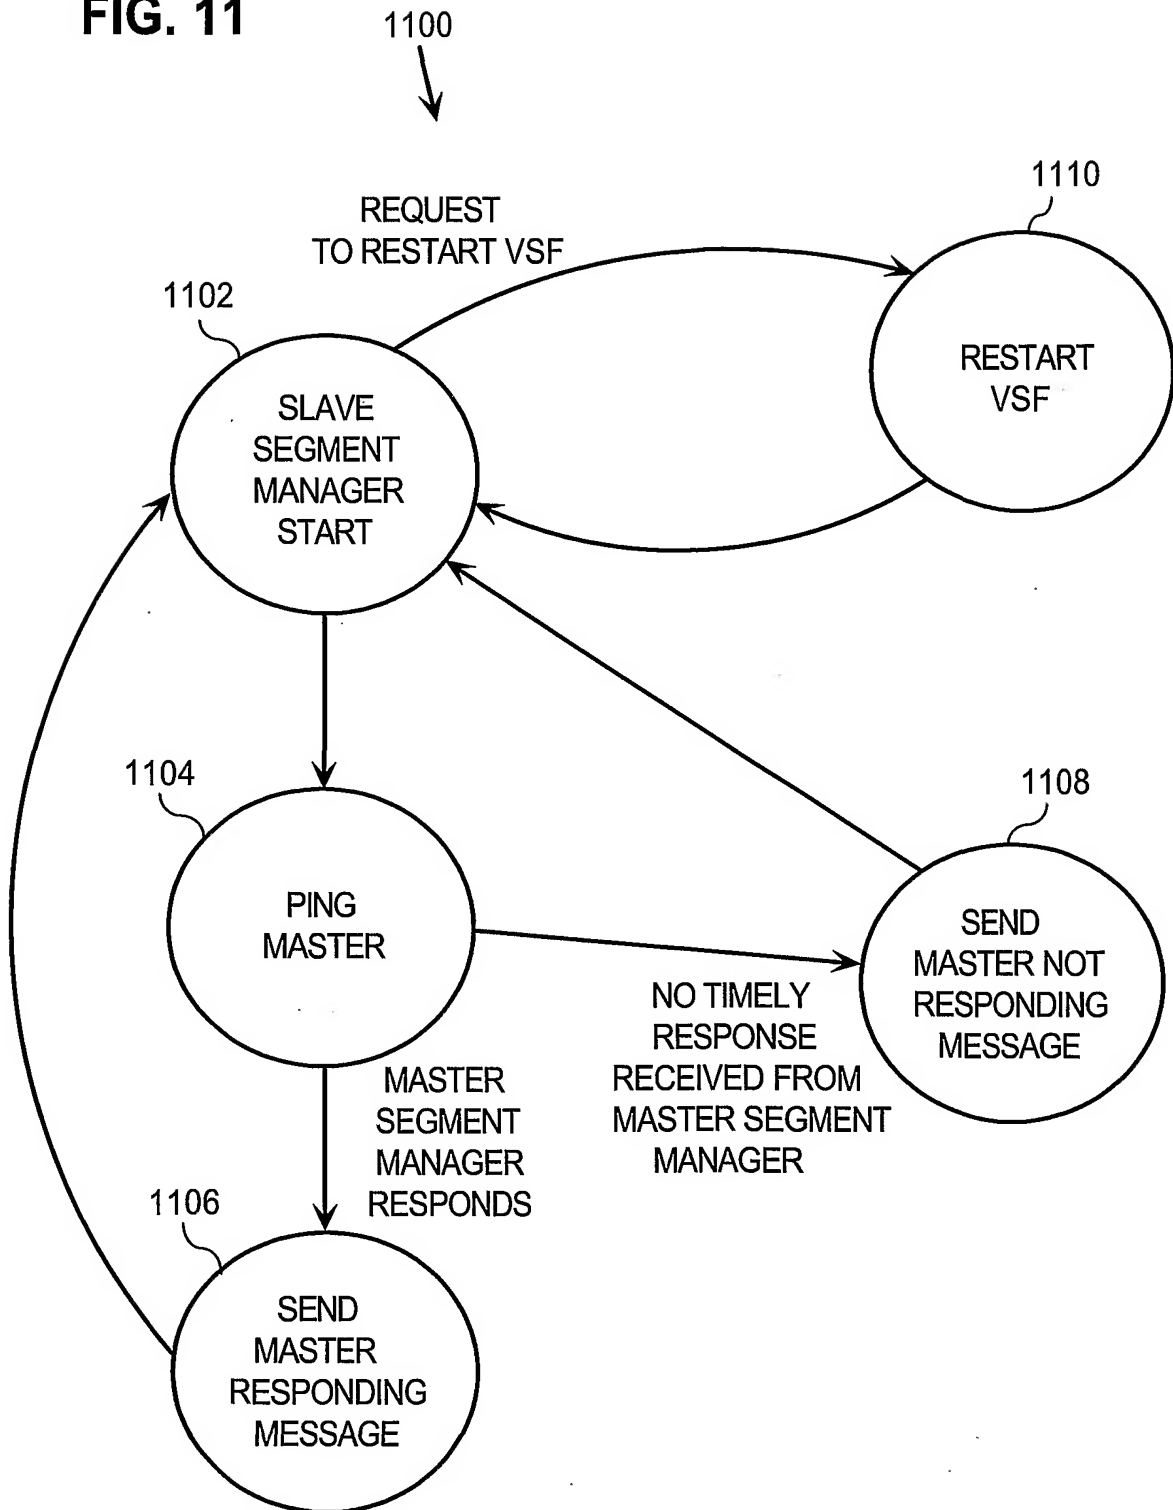 FIG. 11
1100
1110
REQUEST
TO RESTART VSF
1102
RESTART
VSF
SLAVE
SEGMENT
MANAGER
START
1104
1108
PING
MASTER
SEND
MASTER NOT
RESPONDING
MESSAGE
NO TIMELY
RESPONSE
RECEIVED FROM
MASTER SEGMENT
MANAGER
MASTER
SEGMENT
MANAGER
RESPONDS
1106
SEND
MASTER
RESPONDING
MESSAGE